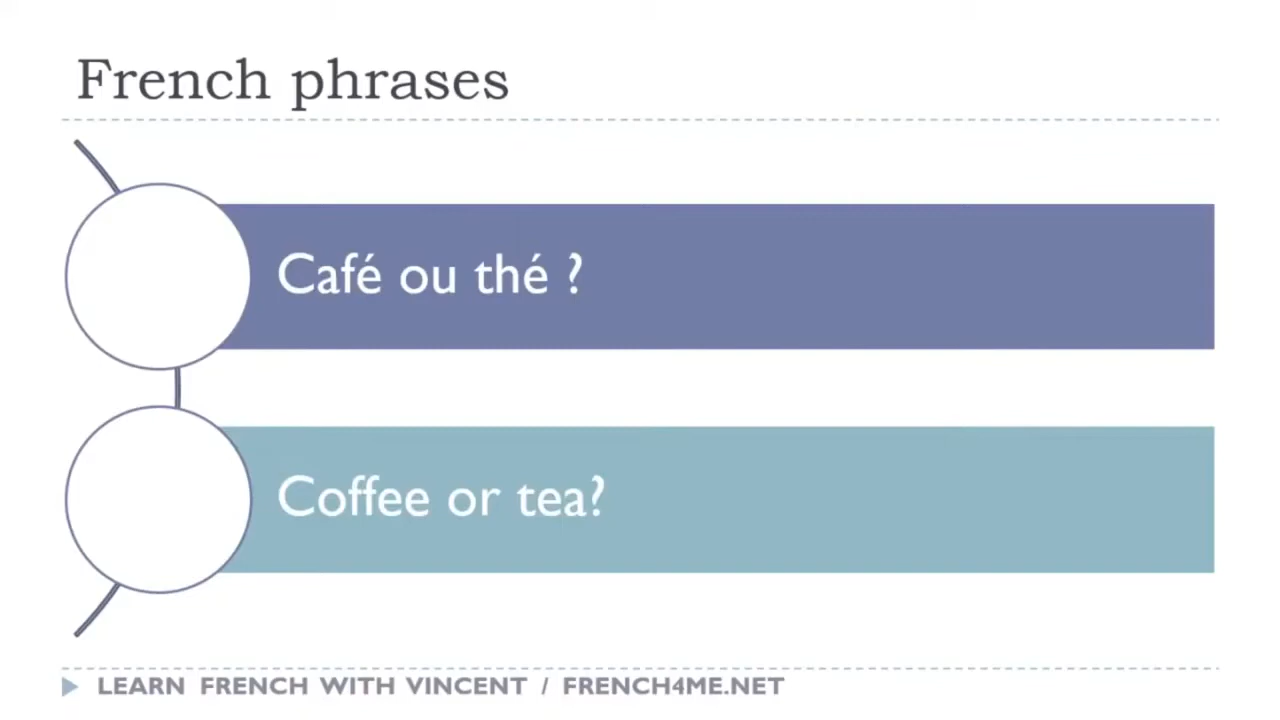 French phrases
Café ou thé ?
Coffee or tea?
LEARN FRENCH WITH VINCENT / FRENCH4ME.NET